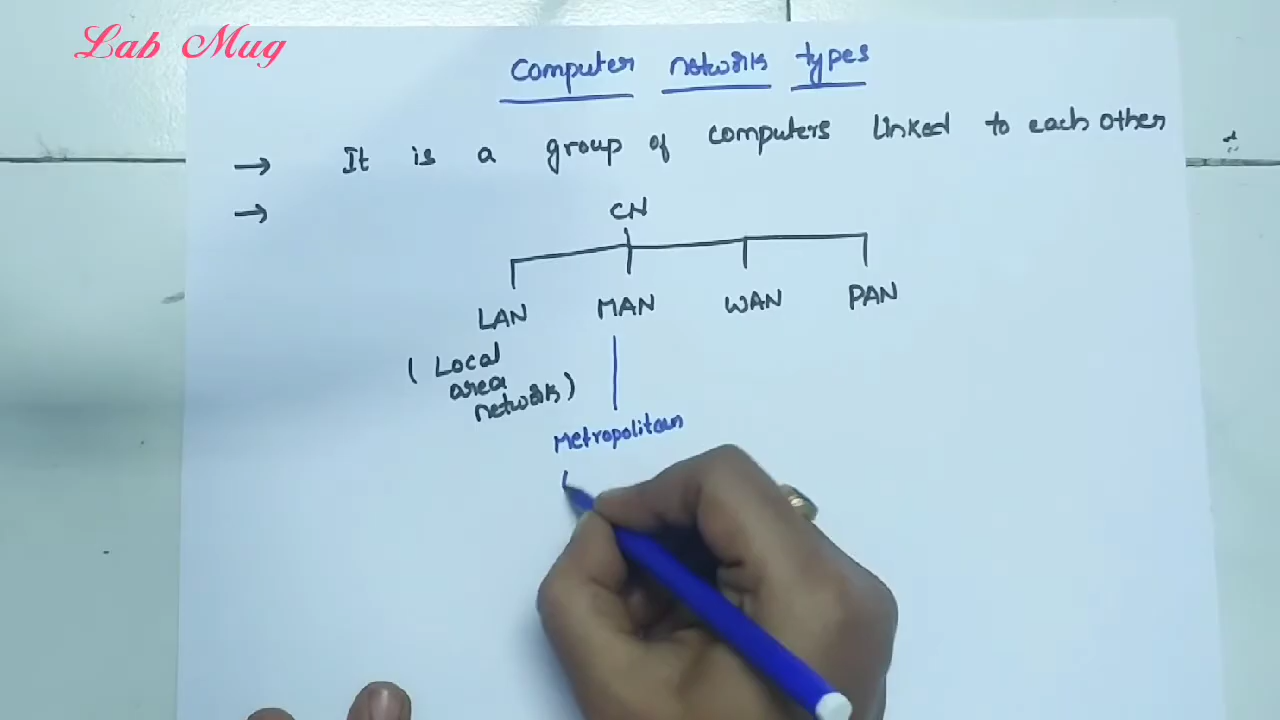 Lab Mug
Computer network types
→ It is a group of computers linked to each other
→ CN
LAN MAN WAN PAN
( Local
area
network)
Metropolitan